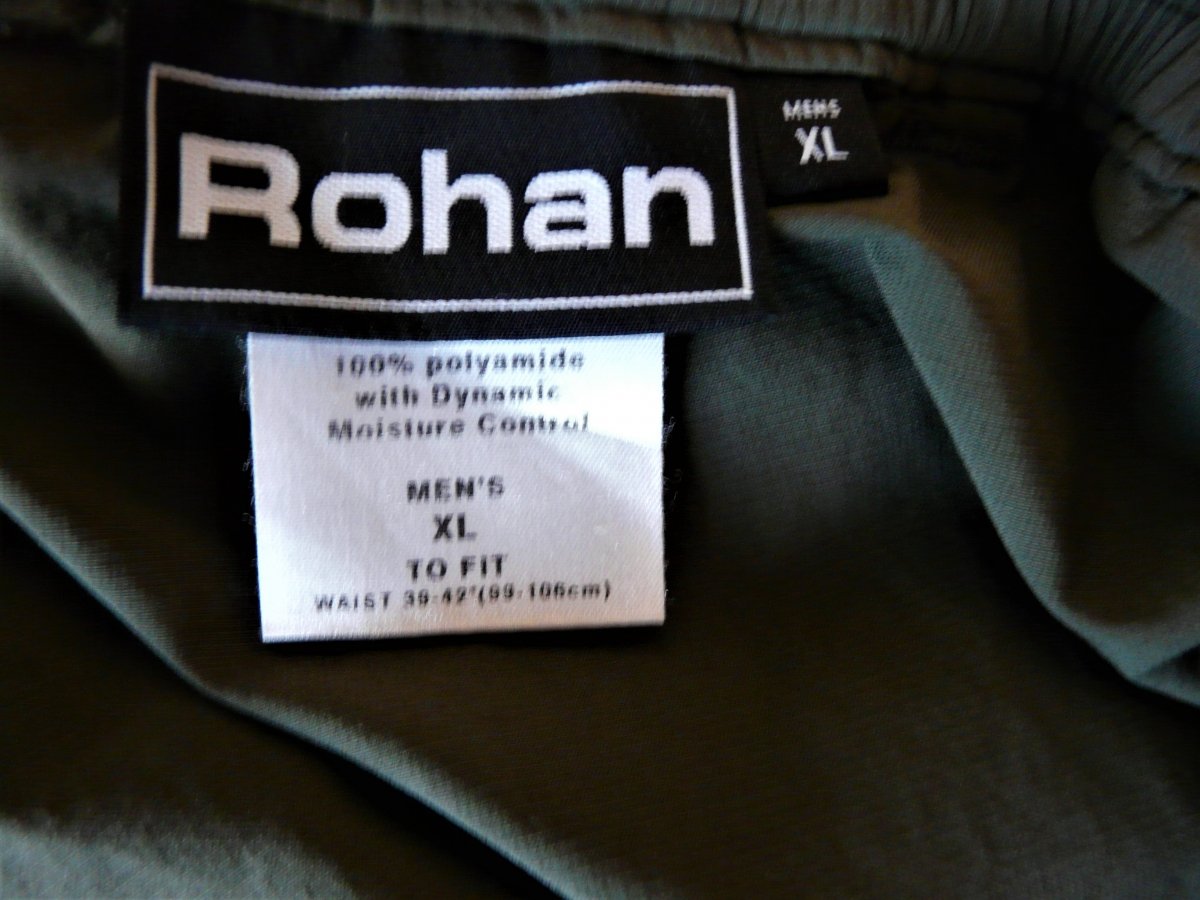 Rohan
MENS
XL
100% polyamide
with Dynamic
Moisture Control
MEN'S
XL
TO FIT
WAIST 39-42"(99-106cm)